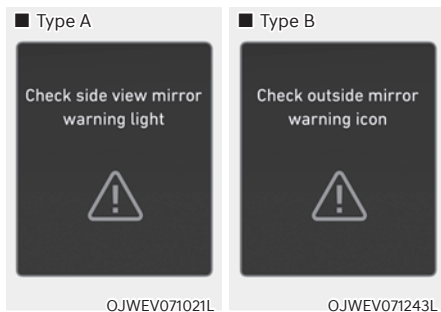 ■ Type A
Check side view mirror
warning light
OJWEV071021L
■ Type B
Check outside mirror
warning icon
OJWEV071243L